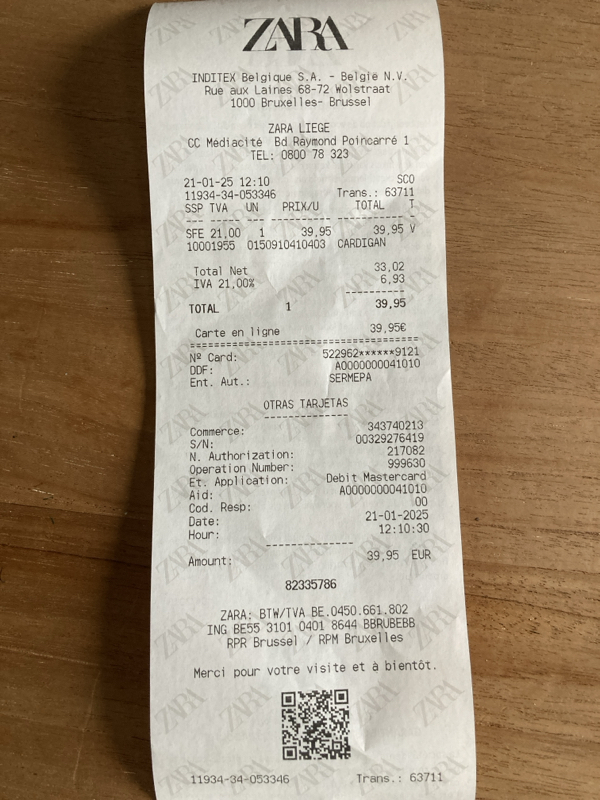 ZARA
INDITEX Belgique S.A. - Belgie N.V.
Rue aux Laines 68-72 Wolstraat
1000 Bruxelles- Brussel
ZARA LIEGE
CC Médiacité Bd Raymond Poincarré 1
TEL: 0800 78 323
21-01-25 12:10 SCO
11934-34-053346 Trans.: 63711
SSP TVA UN PRIX/U TOTAL T
--- ----- --- ---------- ----------- -
SFE 21,00 1 39,95 39,95 V
10001955 0150910410403 CARDIGAN
Total Net 33,02
IVA 21,00% 6,93
-----------
TOTAL 1 39,95
Carte en ligne 39,95€
========================================
Nº Card: 522962******9121
DDF: A0000000041010
Ent. Aut.: SERMEPA
OTRAS TARJETAS
---------------
Commerce: 343740213
S/N: 00329276419
N. Authorization: 217082
Operation Number: 999630
Et. Application: Debit Mastercard
Aid: A0000000041010
Cod. Resp: 00
Date: 21-01-2025
Hour: 12:10:30
---------------
Amount: 39,95 EUR
82335786
ZARA: BTW/TVA BE.0450.661.802
ING BE55 3101 0401 8644 BBRUBEBB
RPR Brussel / RPM Bruxelles
Merci pour votre visite et à bientôt.
11934-34-053346 Trans.: 63711